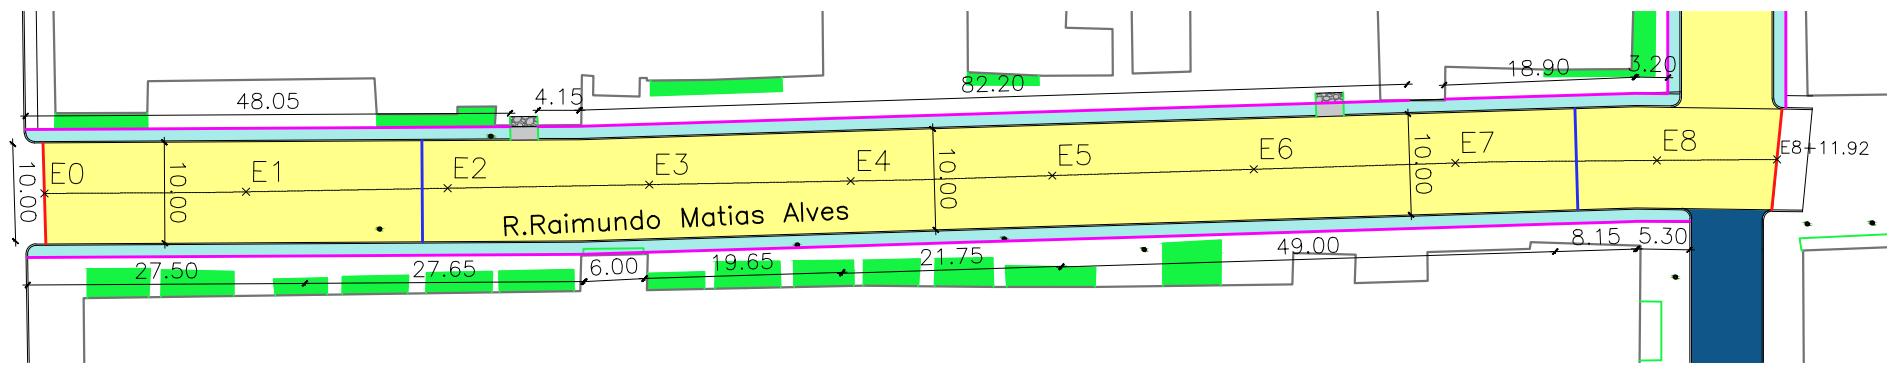 48.05
4.15
82.20
18.90
3.20
10.00
E0
10.00
E1
E2
E3
E4
10.00
E5
E6
10.00
E7
E8
E8+11.92
R.Raimundo Matias Alves
27.50
27.65
6.00
19.65
21.75
49.00
8.15
5.30